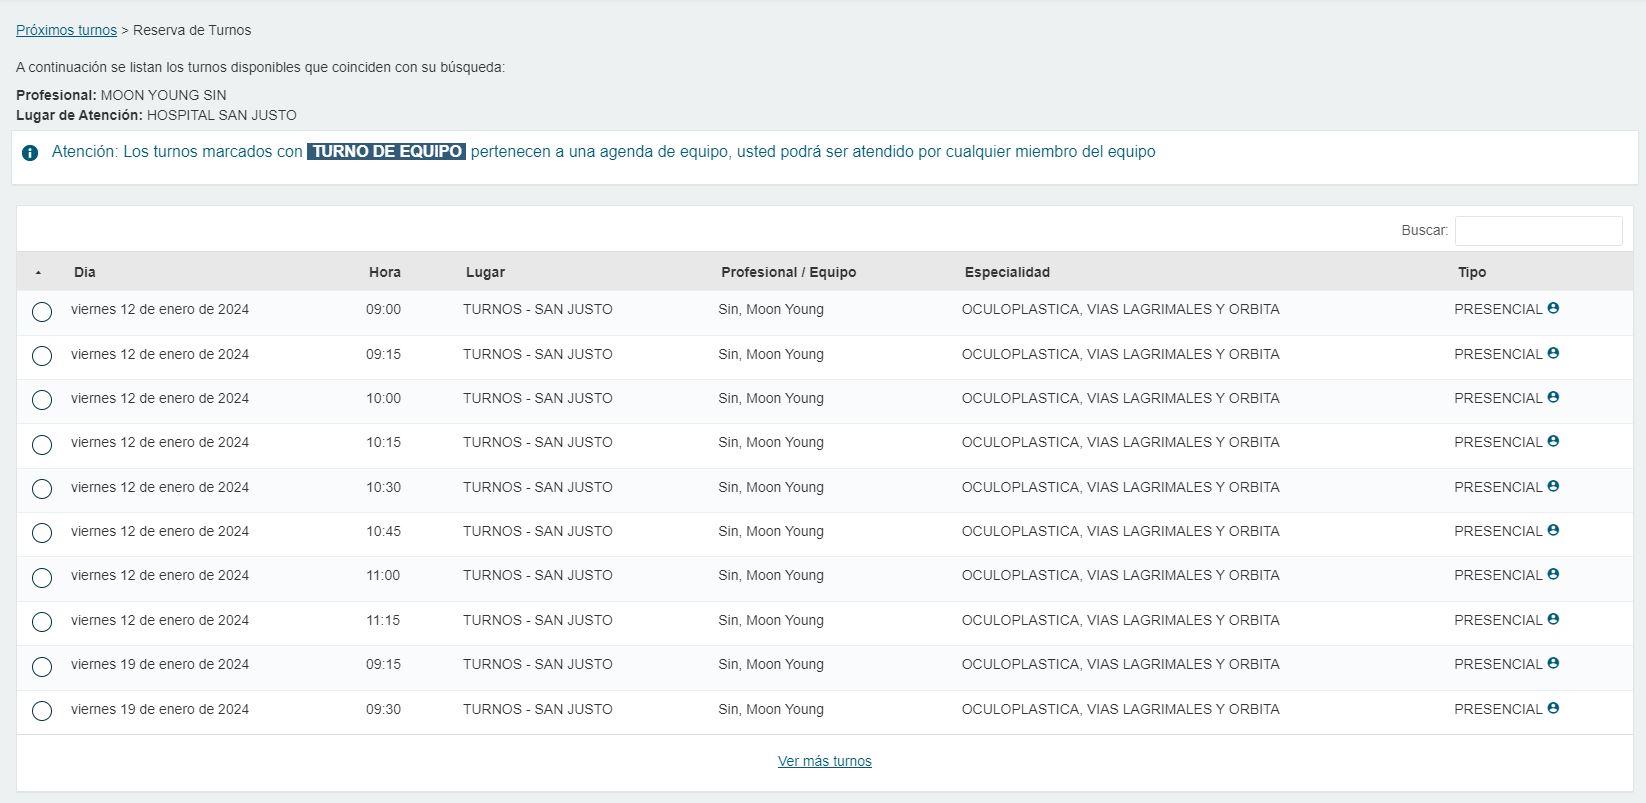 Próximos turnos > Reserva de Turnos
A continuación se listan los turnos disponibles que coinciden con su búsqueda:
Profesional: MOON YOUNG SIN
Lugar de Atención: HOSPITAL SAN JUSTO
Atención: Los turnos marcados con TURNO DE EQUIPO pertenecen a una agenda de equipo, usted podrá ser atendido por cualquier miembro del equipo
Buscar:
Dia Hora Lugar Profesional / Equipo Especialidad Tipo
viernes 12 de enero de 2024 09:00 TURNOS - SAN JUSTO Sin, Moon Young OCULOPLASTICA, VIAS LAGRIMALES Y ORBITA PRESENCIAL
viernes 12 de enero de 2024 09:15 TURNOS - SAN JUSTO Sin, Moon Young OCULOPLASTICA, VIAS LAGRIMALES Y ORBITA PRESENCIAL
viernes 12 de enero de 2024 10:00 TURNOS - SAN JUSTO Sin, Moon Young OCULOPLASTICA, VIAS LAGRIMALES Y ORBITA PRESENCIAL
viernes 12 de enero de 2024 10:15 TURNOS - SAN JUSTO Sin, Moon Young OCULOPLASTICA, VIAS LAGRIMALES Y ORBITA PRESENCIAL
viernes 12 de enero de 2024 10:30 TURNOS - SAN JUSTO Sin, Moon Young OCULOPLASTICA, VIAS LAGRIMALES Y ORBITA PRESENCIAL
viernes 12 de enero de 2024 10:45 TURNOS - SAN JUSTO Sin, Moon Young OCULOPLASTICA, VIAS LAGRIMALES Y ORBITA PRESENCIAL
viernes 12 de enero de 2024 11:00 TURNOS - SAN JUSTO Sin, Moon Young OCULOPLASTICA, VIAS LAGRIMALES Y ORBITA PRESENCIAL
viernes 12 de enero de 2024 11:15 TURNOS - SAN JUSTO Sin, Moon Young OCULOPLASTICA, VIAS LAGRIMALES Y ORBITA PRESENCIAL
viernes 19 de enero de 2024 09:15 TURNOS - SAN JUSTO Sin, Moon Young OCULOPLASTICA, VIAS LAGRIMALES Y ORBITA PRESENCIAL
viernes 19 de enero de 2024 09:30 TURNOS - SAN JUSTO Sin, Moon Young OCULOPLASTICA, VIAS LAGRIMALES Y ORBITA PRESENCIAL
Ver más turnos